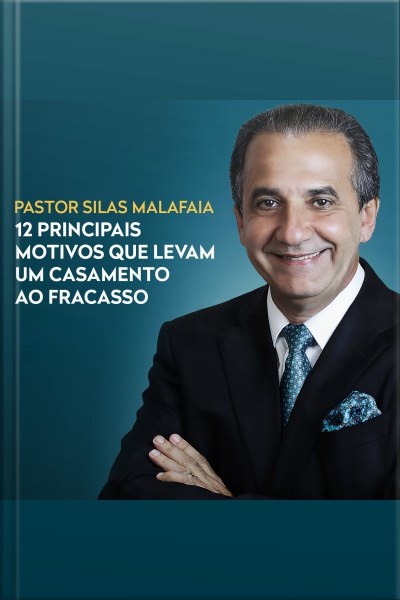 PASTOR SILAS MALAFAIA
12 PRINCIPAIS
MOTIVOS QUE LEVAM
UM CASAMENTO
AO FRACASSO